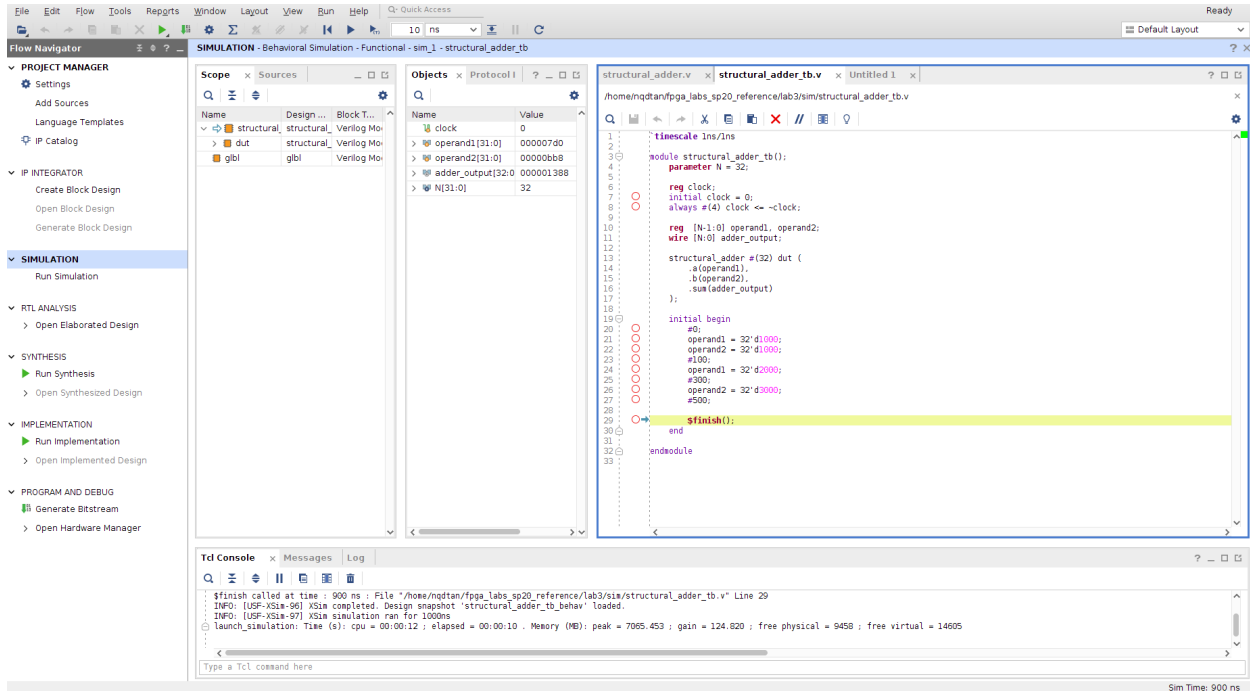 File Edit Flow Tools Reports Window Layout View Run Help Q- Quick Access Ready
10 ns Default Layout
Flow Navigator ?
SIMULATION - Behavioral Simulation - Functional - sim_1 - structural_adder_tb ?
PROJECT MANAGER
Settings
Add Sources
Language Templates
IP Catalog
IP INTEGRATOR
Create Block Design
Open Block Design
Generate Block Design
SIMULATION
Run Simulation
RTL ANALYSIS
Open Elaborated Design
SYNTHESIS
Run Synthesis
Open Synthesized Design
IMPLEMENTATION
Run Implementation
Open Implemented Design
PROGRAM AND DEBUG
Generate Bitstream
Open Hardware Manager
Scope × Sources
Name Design ... Block T...
structural_ structural_ Verilog Mo
dut structural_ Verilog Mo
glbl glbl Verilog Mo
Objects × Protocol I ?
Name Value
clock 0
operand1[31:0] 000007d0
operand2[31:0] 00000bb8
adder_output[32:0 000001388
N[31:0] 32
structural_adder.v × structural_adder_tb.v × Untitled 1 × ?
/home/nqdtan/fpga_labs_sp20_reference/lab3/sim/structural_adder_tb.v ×
1 `timescale 1ns/1ns
2
3 module structural_adder_tb();
4 parameter N = 32;
5
6 reg clock;
7 initial clock = 0;
8 always #(4) clock <= ~clock;
9
10 reg [N-1:0] operand1, operand2;
11 wire [N:0] adder_output;
12
13 structural_adder #(32) dut (
14 .a(operand1),
15 .b(operand2),
16 .sum(adder_output)
17 );
18
19 initial begin
20 #0;
21 operand1 = 32'd1000;
22 operand2 = 32'd1000;
23 #100;
24 operand1 = 32'd2000;
25 #300;
26 operand2 = 32'd3000;
27 #500;
28
29 $finish();
30 end
31
32 endmodule
33
Tcl Console × Messages Log ?
$finish called at time : 900 ns : File "/home/nqdtan/fpga_labs_sp20_reference/lab3/sim/structural_adder_tb.v" Line 29
INFO: [USF-XSim-96] XSim completed. Design snapshot 'structural_adder_tb_behav' loaded.
INFO: [USF-XSim-97] XSim simulation ran for 1000ns
launch_simulation: Time (s): cpu = 00:00:12 ; elapsed = 00:00:10 . Memory (MB): peak = 7065.453 ; gain = 124.820 ; free physical = 9458 ; free virtual = 14605
Type a Tcl command here
Sim Time: 900 ns